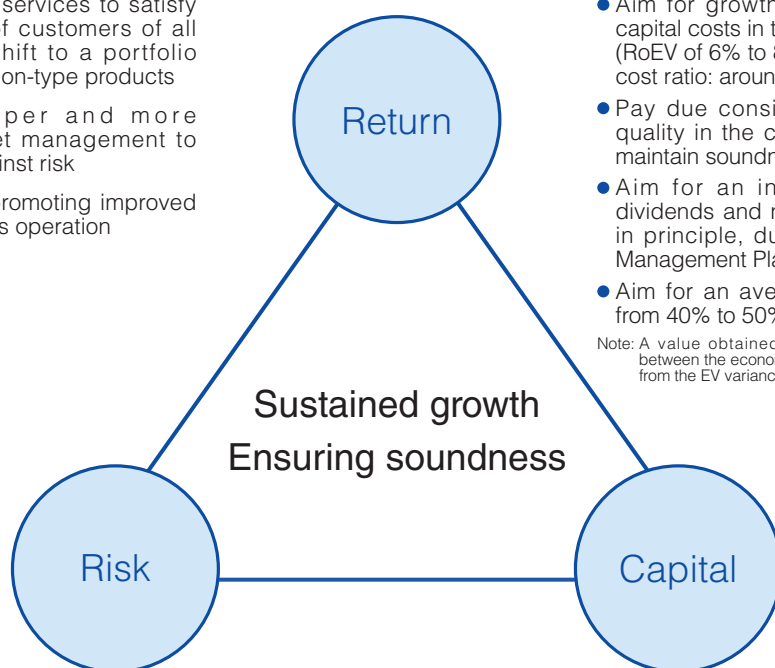 services to satisfy
of customers of all
hift to a portfolio
on-type products
per and more
et management to
inst risk
promoting improved
s operation
Return
Aim for growth
capital costs in t
(RoEV of 6% to 8
cost ratio: around
Pay due consi
quality in the c
maintain soundn
Aim for an in
dividends and
in principle, du
Management Pla
Aim for an ave
from 40% to 50%
Note: A value obtained
between the econo
from the EV variance
Sustained growth
Ensuring soundness
Risk
Capital